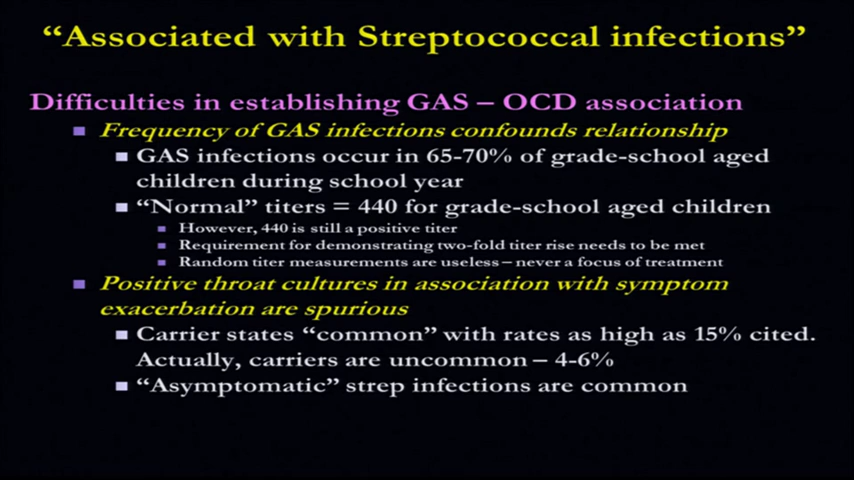 “Associated with Streptococcal infections”
Difficulties in establishing GAS – OCD association
Frequency of GAS infections confounds relationship
GAS infections occur in 65-70% of grade-school aged
children during school year
“Normal” titers = 440 for grade-school aged children
However, 440 is still a positive titer
Requirement for demonstrating two-fold titer rise needs to be met
Random titer measurements are useless – never a focus of treatment
Positive throat cultures in association with symptom
exacerbation are spurious
Carrier states “common” with rates as high as 15% cited.
Actually, carriers are uncommon – 4-6%
“Asymptomatic” strep infections are common